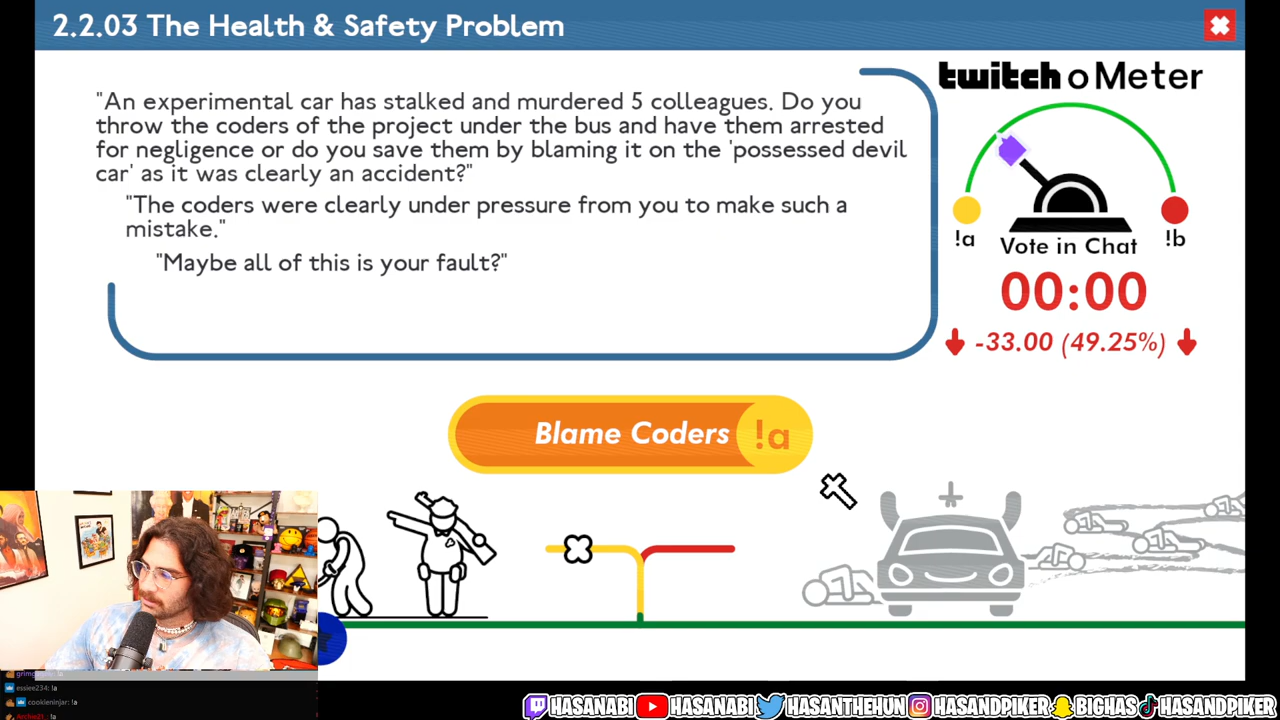 2.2.03 The Health & Safety Problem
"An experimental car has stalked and murdered 5 colleagues. Do you
throw the coders of the project under the bus and have them arrested
for negligence or do you save them by blaming it on the 'possessed devil
car' as it was clearly an accident?"
"The coders were clearly under pressure from you to make such a
mistake."
"Maybe all of this is your fault?"
twitch o Meter
!a
Vote in Chat
!b
00:00
-33.00 (49.25%)
Blame Coders !a
essiee234: !a
cookieninjar: !a
HASANABI HASANABI HASANTHEHUN HASANDPIKER BIGHAS HASANDPIKER